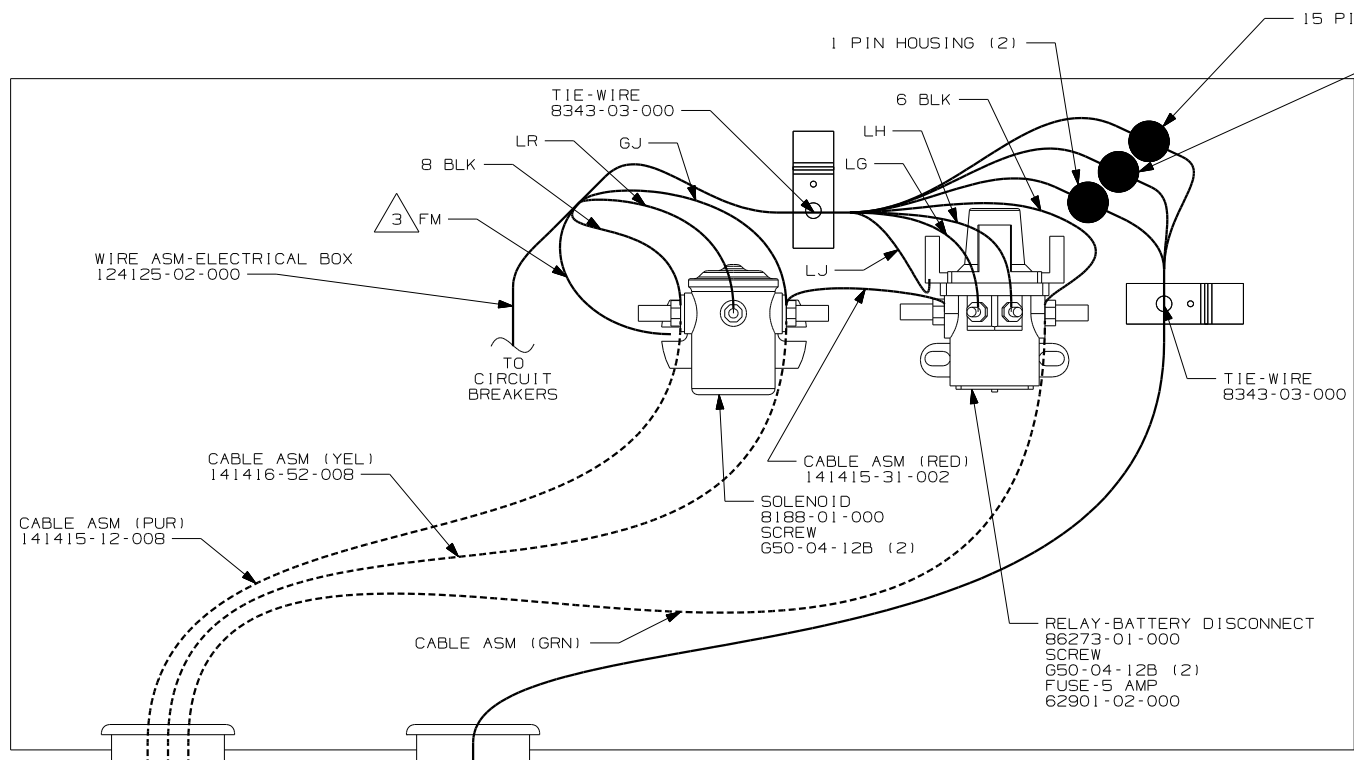 15 PI
1 PIN HOUSING (2)
TIE-WIRE
8343-03-000
6 BLK
LR
GJ
LH
8 BLK
LG
3
FM
WIRE ASM-ELECTRICAL BOX
124125-02-000
LJ
TO
CIRCUIT
BREAKERS
TIE-WIRE
8343-03-000
CABLE ASM (YEL)
141416-52-008
CABLE ASM (RED)
141415-31-002
SOLENOID
8188-01-000
SCREW
G50-04-12B (2)
CABLE ASM (PUR)
141415-12-008
CABLE ASM (GRN)
RELAY-BATTERY DISCONNECT
86273-01-000
SCREW
G50-04-12B (2)
FUSE-5 AMP
62901-02-000